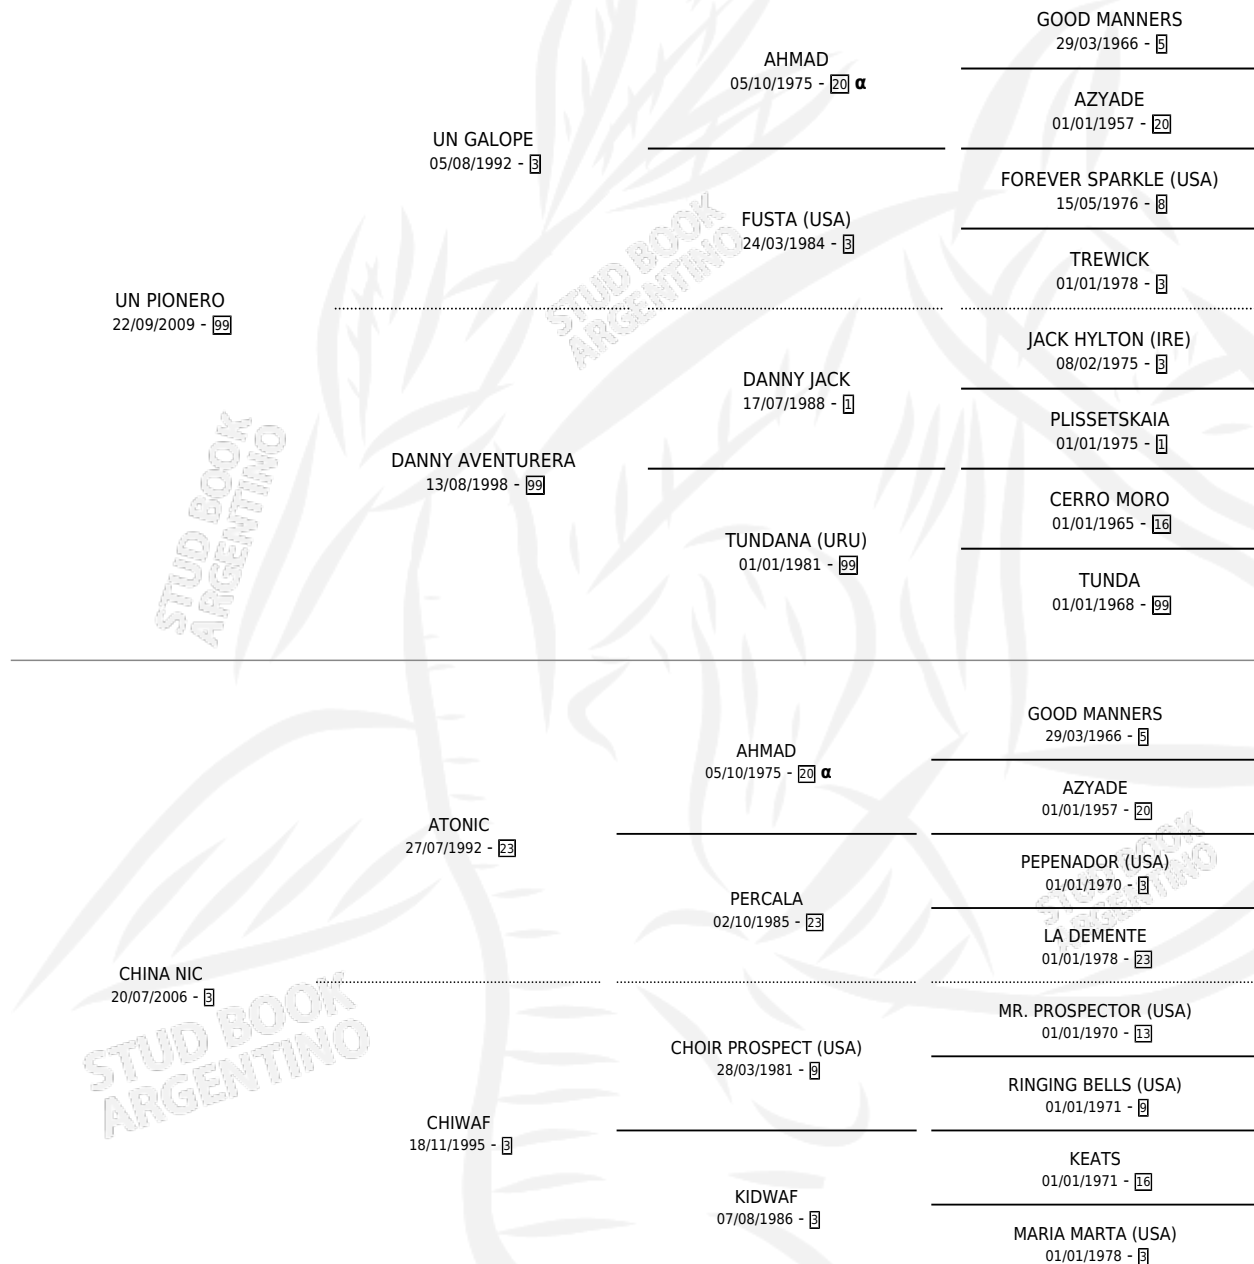 GOOD MANNERS
29/03/1966 - 5
AHMAD
05/10/1975 - 20 α
AZYADE
01/01/1957 - 20
UN GALOPE
05/08/1992 - 3
FOREVER SPARKLE (USA)
15/05/1976 - 8
FUSTA (USA)
24/03/1984 - 3
TREWICK
01/01/1978 - 3
UN PIONERO
22/09/2009 - 99
JACK HYLTON (IRE)
08/02/1975 - 3
DANNY JACK
17/07/1988 - 1
PLISSETSKAIA
01/01/1975 - 1
DANNY AVENTURERA
13/08/1998 - 99
CERRO MORO
01/01/1965 - 16
TUNDANA (URU)
01/01/1981 - 99
TUNDA
01/01/1968 - 99
STUD BOOK
ARGENTINO
STUD BOOK
ARGENTINO
GOOD MANNERS
29/03/1966 - 5
AHMAD
05/10/1975 - 20 α
AZYADE
01/01/1957 - 20
ATONIC
27/07/1992 - 23
PEPENADOR (USA)
01/01/1970 - 3
PERCALA
02/10/1985 - 23
LA DEMENTE
01/01/1978 - 23
CHINA NIC
20/07/2006 - 3
MR. PROSPECTOR (USA)
01/01/1970 - 13
CHOIR PROSPECT (USA)
28/03/1981 - 9
RINGING BELLS (USA)
01/01/1971 - 9
CHIWAF
18/11/1995 - 3
KEATS
01/01/1971 - 16
KIDWAF
07/08/1986 - 3
MARIA MARTA (USA)
01/01/1978 - 3
STUD BOOK
ARGENTINO
STUD BOOK
ARGENTINO